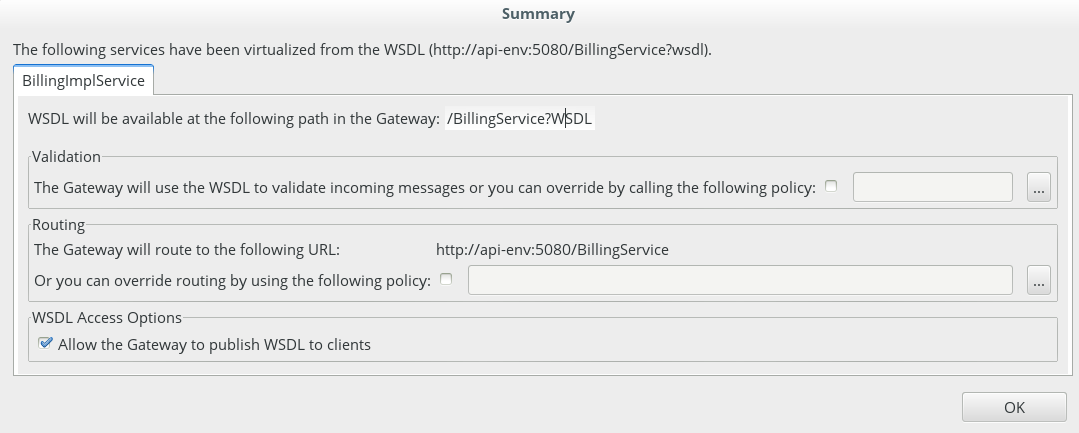 Summary
The following services have been virtualized from the WSDL (http://api-env:5080/BillingService?wsdl).
BillingImplService
WSDL will be available at the following path in the Gateway: /BillingService?WSDL
Validation
The Gateway will use the WSDL to validate incoming messages or you can override by calling the following policy: ...
Routing
The Gateway will route to the following URL: http://api-env:5080/BillingService
Or you can override routing by using the following policy: ...
WSDL Access Options
Allow the Gateway to publish WSDL to clients
OK